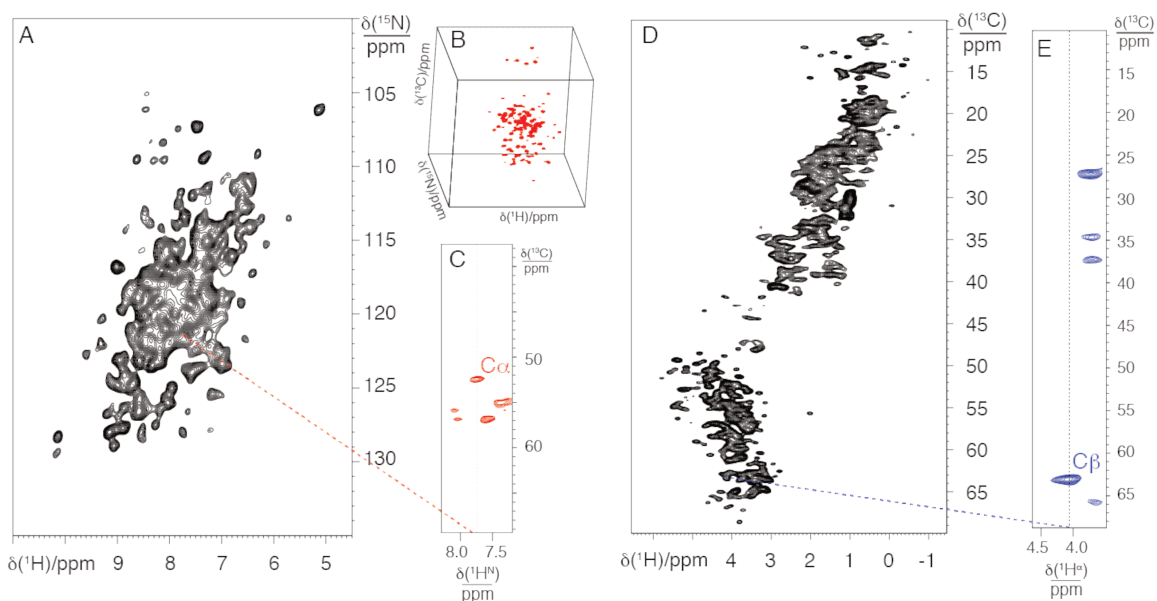 A
δ(¹⁵N)
ppm
105
110
115
120
125
130
δ(¹H)/ppm 9 8 7 6 5
B
δ(¹³C)/ppm
δ(¹⁵N)/ppm
δ(¹H)/ppm
C
δ(¹³C)
ppm
50
Cα
60
8.0 7.5
δ(¹Hᴺ)
ppm
D
δ(¹³C)
ppm
15
20
25
30
35
40
45
50
55
60
65
δ(¹H)/ppm 4 3 2 1 0 -1
E
δ(¹³C)
ppm
15
20
25
30
35
40
45
50
55
60
Cβ
65
4.5 4.0
δ(¹Hᵅ)
ppm